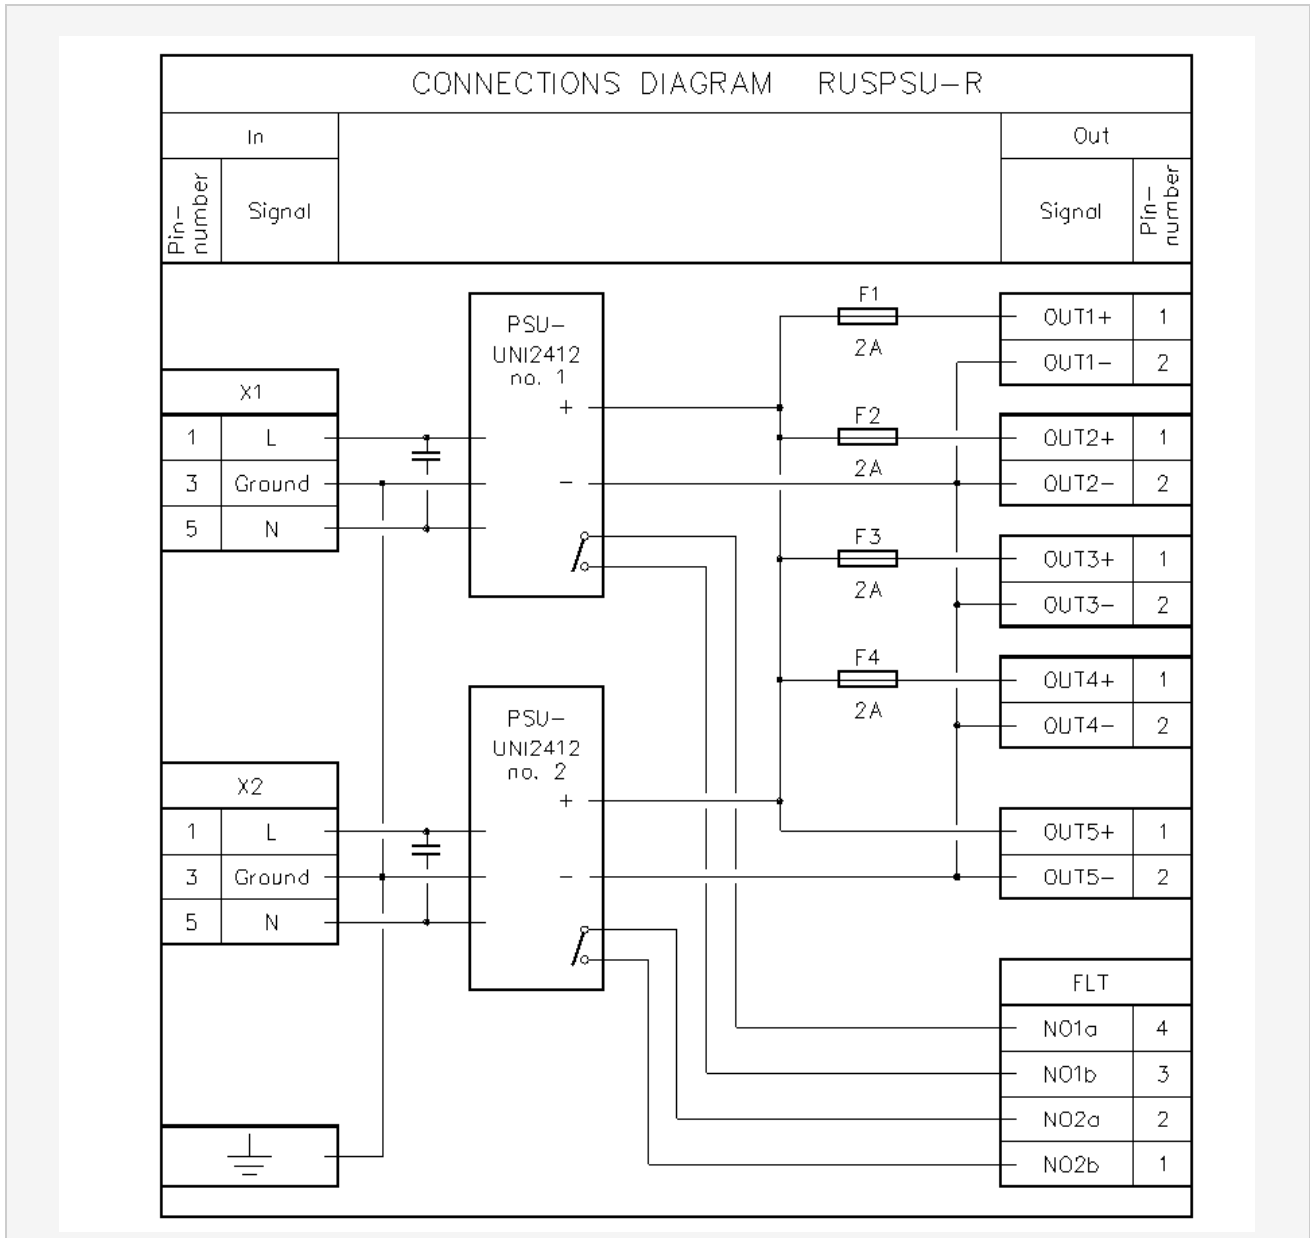 CONNECTIONS DIAGRAM RUSPSU-R
In
Out
Pin-
number
Signal
Signal
Pin-
number
PSU-
UNI2412
no. 1
+
-
F1
2A
OUT1+ 1
OUT1- 2
X1
1 L
3 Ground
5 N
F2
2A
OUT2+ 1
OUT2- 2
F3
2A
OUT3+ 1
OUT3- 2
F4
2A
OUT4+ 1
OUT4- 2
PSU-
UNI2412
no. 2
+
-
X2
1 L
3 Ground
5 N
OUT5+ 1
OUT5- 2
FLT
NO1a 4
NO1b 3
NO2a 2
NO2b 1